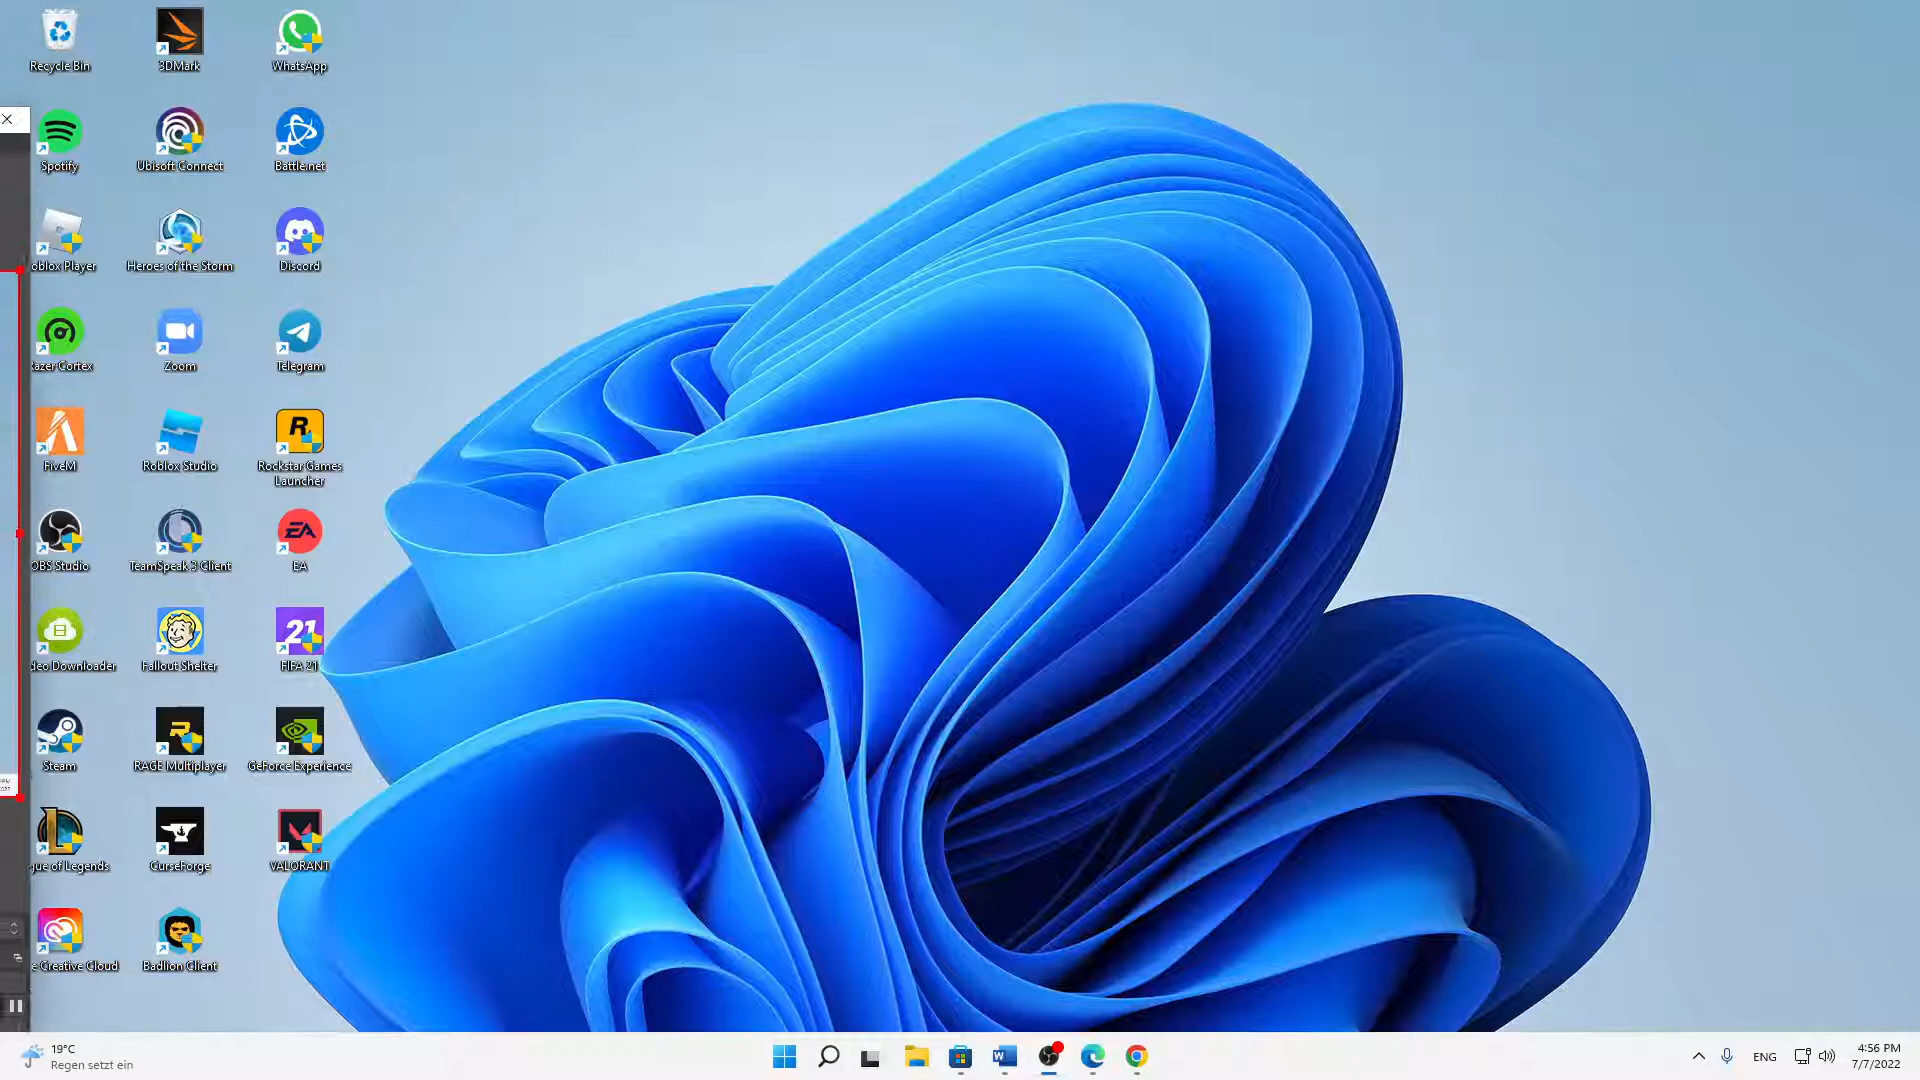 Recycle Bin
3DMark
WhatsApp
Spotify
Ubisoft Connect
Battle.net
oblox Player
Heroes of the Storm
Discord
Razer Cortex
Zoom
Telegram
FiveM
Roblox Studio
Rockstar Games
Launcher
OBS Studio
TeamSpeak 3 Client
EA
deo Downloader
Fallout Shelter
FIFA 21
Steam
RAGE Multiplayer
GeForce Experience
gue of Legends
CurseForge
VALORANT
e Creative Cloud
Badlion Client
19°C
Regen setzt ein
ENG
4:56 PM
7/7/2022